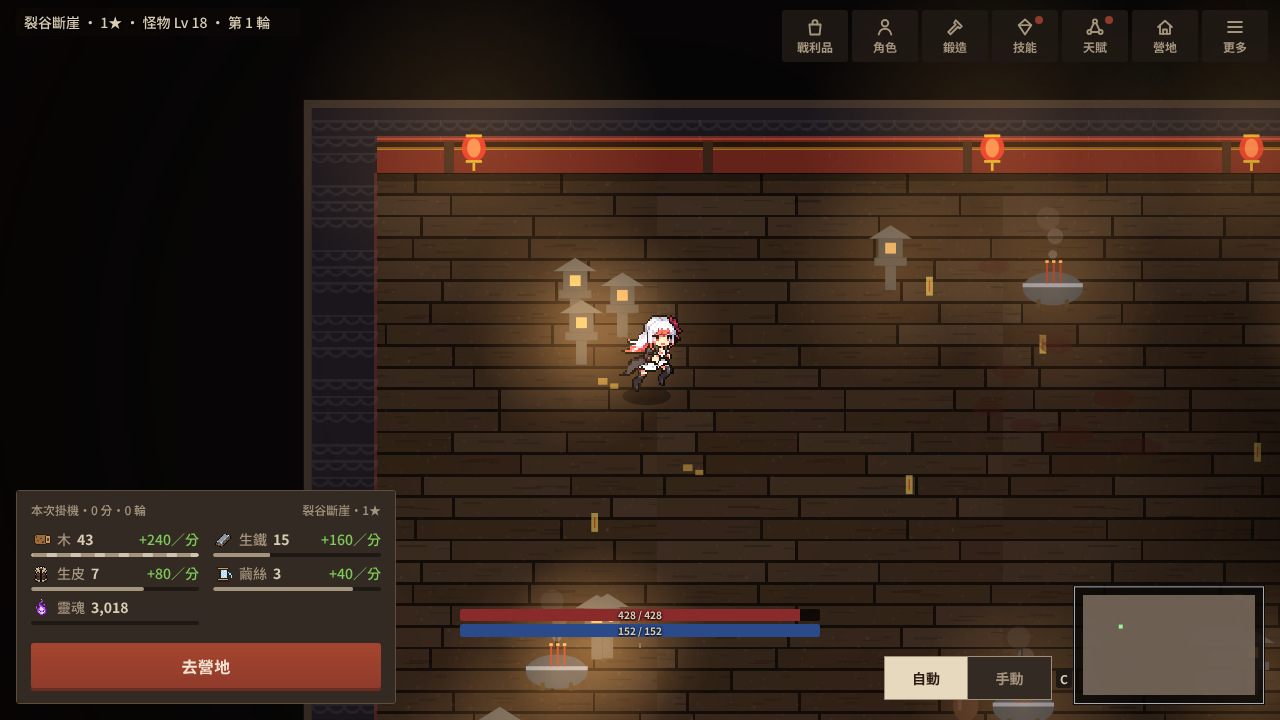 裂谷斷崖 · 1★ · 怪物 Lv 18 · 第 1 輪
戰利品
角色
鍛造
技能
天賦
營地
更多
本次掛機·0 分·0 輪
裂谷斷崖·1★
木 43 +240/分
生鐵 15 +160/分
生皮 7 +80/分
繭絲 3 +40/分
靈魂 3,018
去營地
428 / 428
152 / 152
自動
手動
C